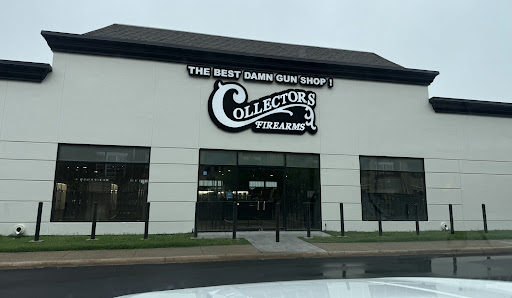 THE BEST DAMN GUN SHOP !
COLLECTORS
FIREARMS